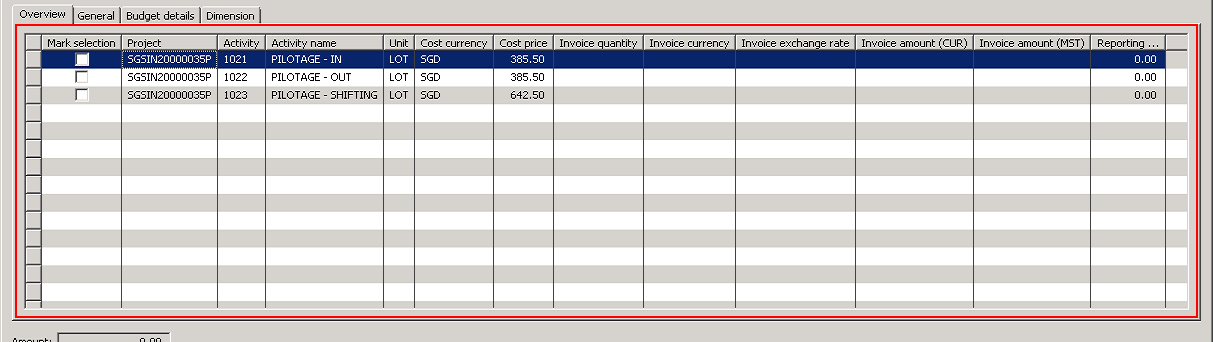 Overview General Budget details Dimension
Mark selection Project Activity Activity name Unit Cost currency Cost price Invoice quantity Invoice currency Invoice exchange rate Invoice amount (CUR) Invoice amount (MST) Reporting ...
SGSIN20000035P 1021 PILOTAGE - IN LOT SGD 385.50 0.00
SGSIN20000035P 1022 PILOTAGE - OUT LOT SGD 385.50 0.00
SGSIN20000035P 1023 PILOTAGE - SHIFTING LOT SGD 642.50 0.00
Amount: 0.00